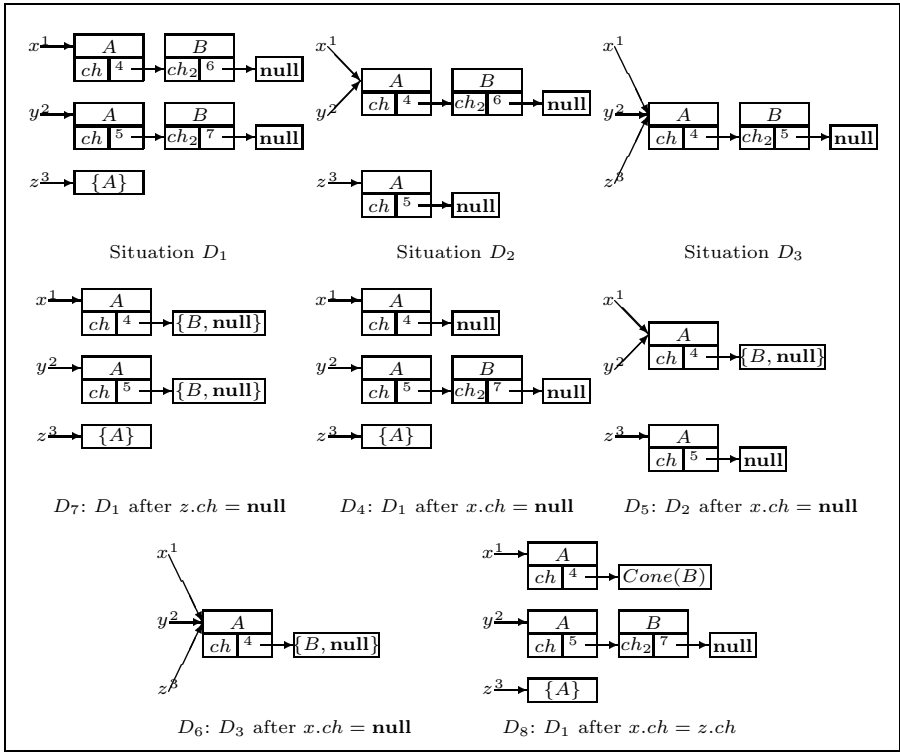 x¹ A B
ch 4 ch₂ 6 null
y² A B
ch 5 ch₂ 7 null
z³ {A}
Situation D₁
x¹
A B
y² ch 4 ch₂ 6 null
z³ A
ch 5 null
Situation D₂
x¹
y² A B
ch 4 ch₂ 5 null
z³
Situation D₃
x¹ A
ch 4 {B, null}
y² A
ch 5 {B, null}
z³ {A}
D₇: D₁ after z.ch = null
x¹ A
ch 4 null
y² A B
ch 5 ch₂ 7 null
z³ {A}
D₄: D₁ after x.ch = null
x¹
A
y² ch 4 {B, null}
z³ A
ch 5 null
D₅: D₂ after x.ch = null
x¹
y² A
ch 4 {B, null}
z³
D₆: D₃ after x.ch = null
x¹ A
ch 4 Cone(B)
y² A B
ch 5 ch₂ 7 null
z³ {A}
D₈: D₁ after x.ch = z.ch